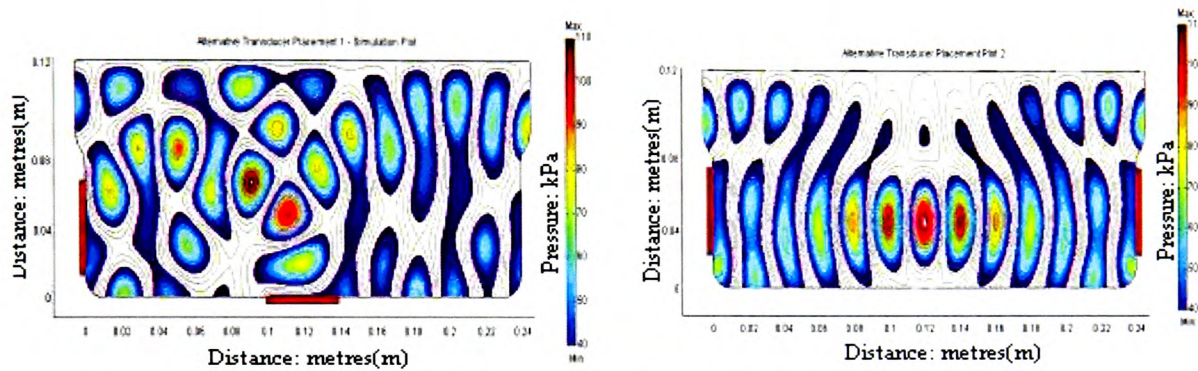 Alternative Transducer Placement 1 - Simulation Plot
Max
110
100
90
80
70
60
50
40
Min
Pressure: kPa
0.12
0.08
0.04
0
Distance: metres(m)
0 0.02 0.04 0.06 0.08 0.1 0.12 0.14 0.16 0.18 0.2 0.22 0.24
Distance: metres(m)
Alternative Transducer Placement Plot 2
Max
Pressure: kPa
Min
0.12
0.08
0.04
0
Distance: metres(m)
0 0.02 0.04 0.06 0.08 0.1 0.12 0.14 0.16 0.18 0.2 0.22 0.24
Distance: metres(m)